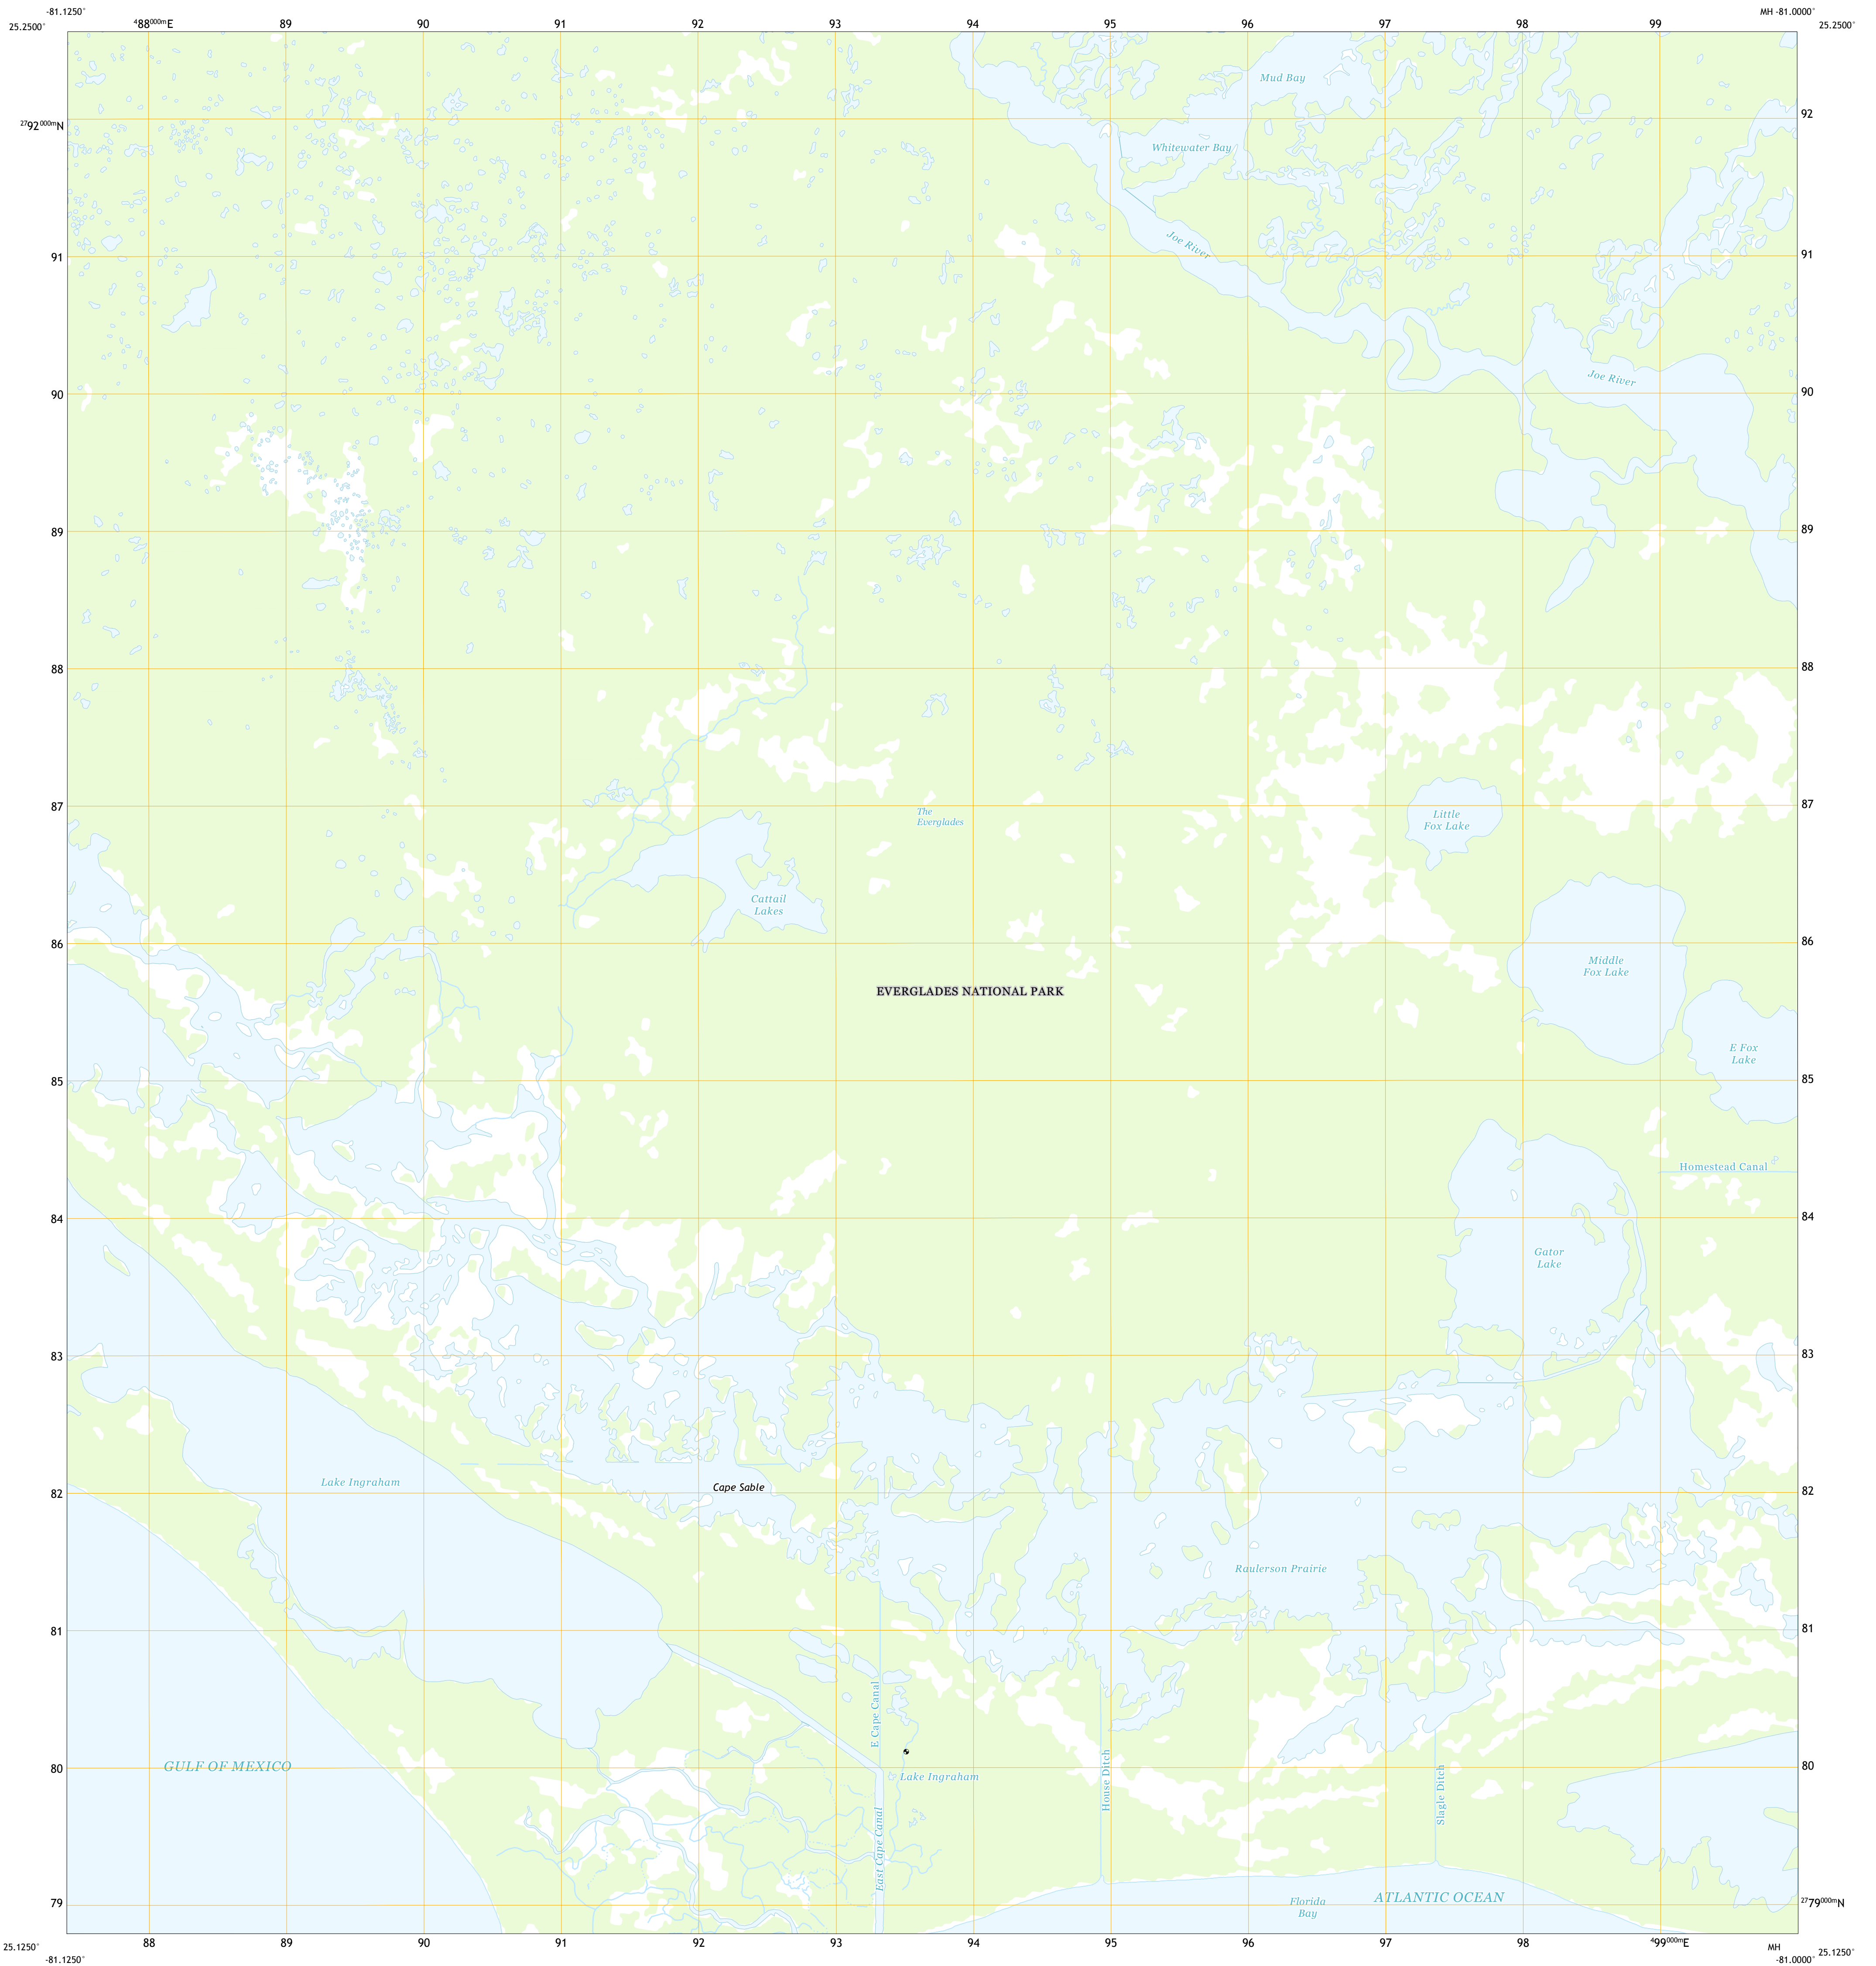 -81.1250°
MH -81.0000°
25.2500°
⁴88⁰⁰⁰ᵐE 89 90 91 92 93 94 95 96 97 98 99
25.2500°
Mud Bay
²⁷92⁰⁰⁰ᵐN
92
Whitewater Bay
Joe River
91
91
Joe River
90
90
89
89
88
88
87
87
The
Everglades
Little
Fox Lake
Cattail
Lakes
86
86
Middle
Fox Lake
EVERGLADES NATIONAL PARK
E Fox
Lake
85
85
Homestead Canal
84
84
Gator
Lake
83
83
Lake Ingraham
Cape Sable
82
82
Raulerson Prairie
81
81
E Cape Canal
GULF OF MEXICO
80
80
Lake Ingraham
House Ditch
Slagle Ditch
East Cape Canal
ATLANTIC OCEAN
Florida
Bay
79
²⁷79⁰⁰⁰ᵐN
88 89 90 91 92 93 94 95 96 97 98 ⁴99⁰⁰⁰ᵐE
MH
25.1250°
25.1250°
-81.1250°
-81.0000°